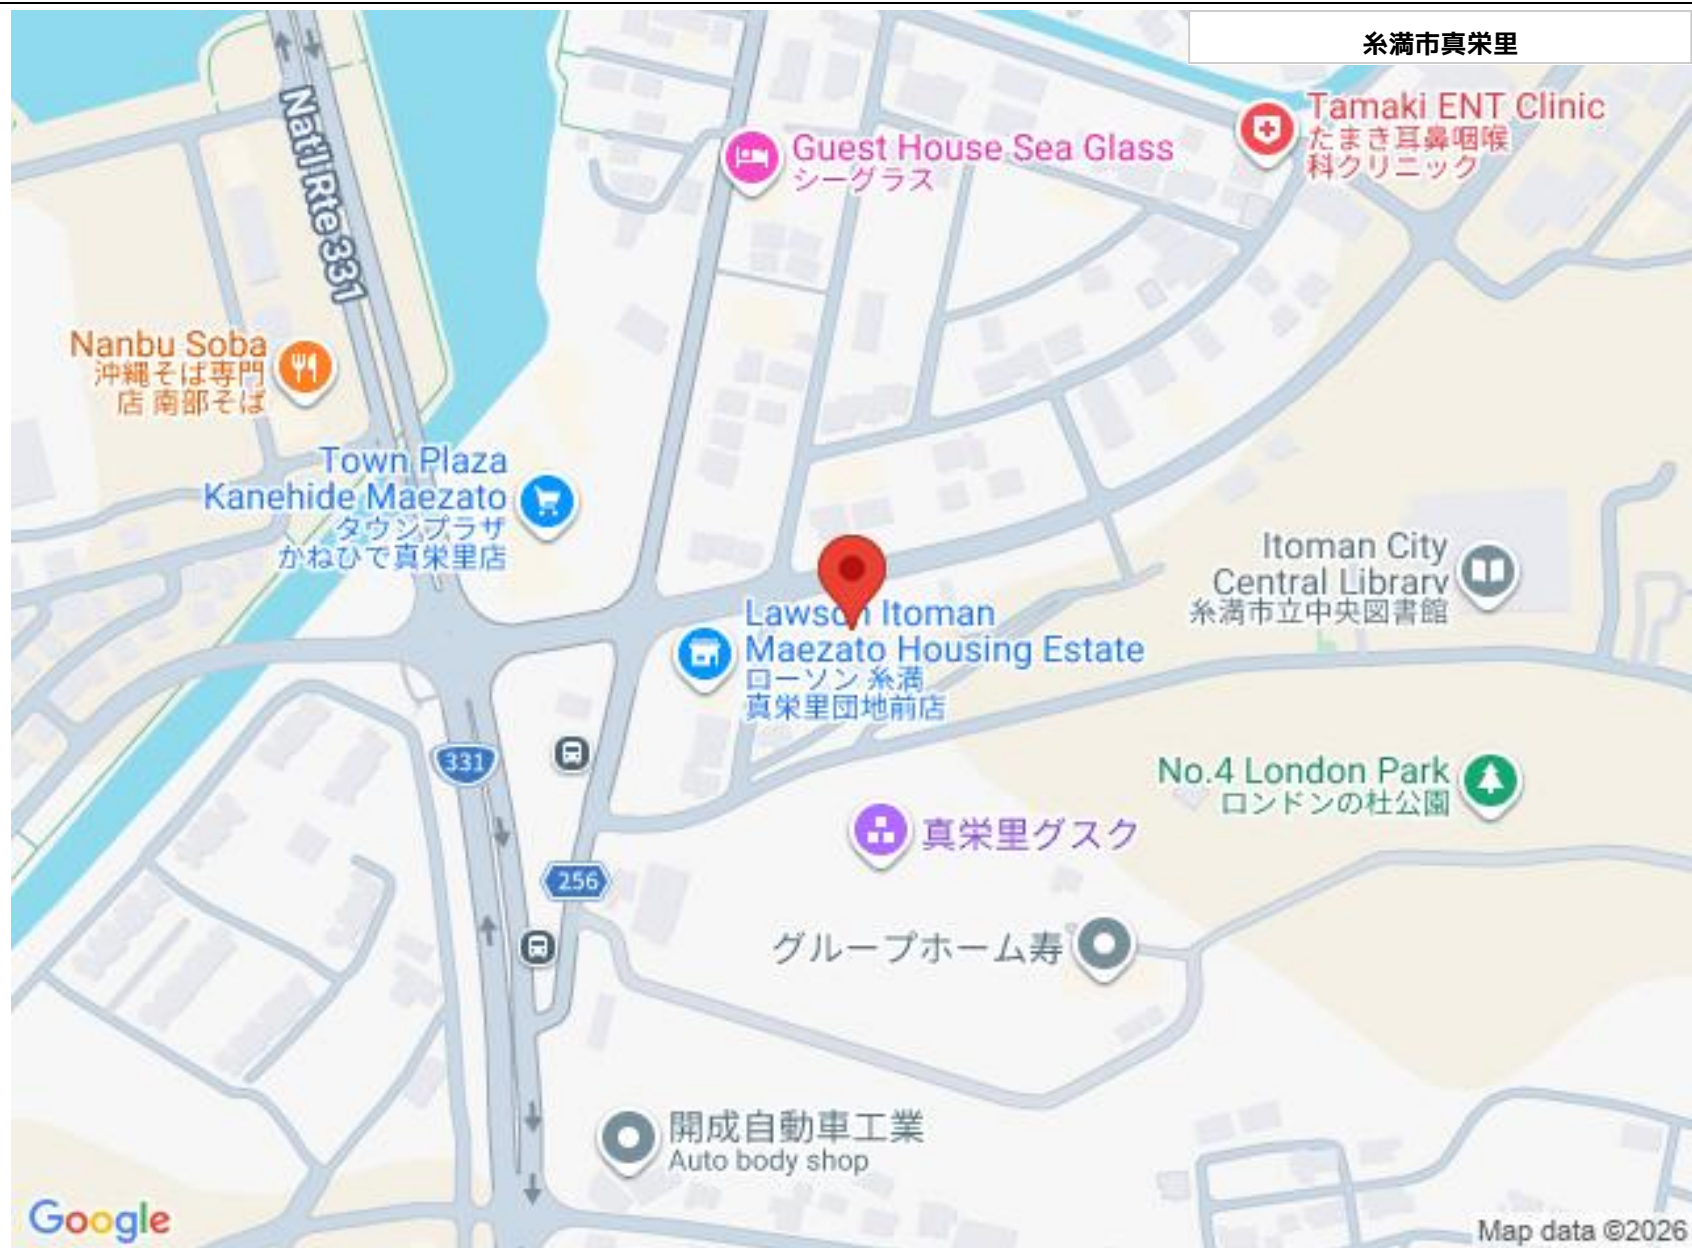 糸満市真栄里
Nat'l Rte 331
Tamaki ENT Clinic
たまき耳鼻咽喉
科クリニック
Guest House Sea Glass
シーグラス
Nanbu Soba
沖縄そば専門
店 南部そば
Town Plaza
Kanehide Maezato
タウンプラザ
かねひで真栄里店
Itoman City
Central Library
糸満市立中央図書館
Lawson Itoman
Maezato Housing Estate
ローソン 糸満
真栄里団地前店
331
No.4 London Park
ロンドンの杜公園
真栄里グスク
256
グループホーム寿
開成自動車工業
Auto body shop
Google
Map data ©2026